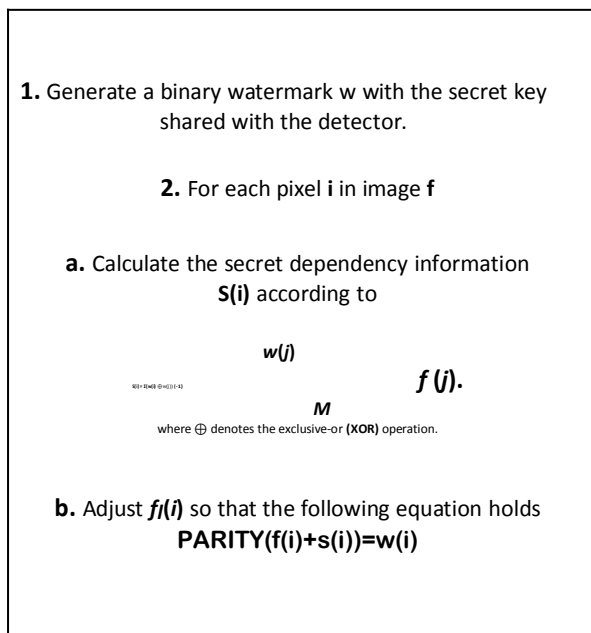 1. Generate a binary watermark w with the secret key
shared with the detector.
2. For each pixel i in image f
a. Calculate the secret dependency information
S(i) according to
w(j)
f (j).
M
where ⊕ denotes the exclusive-or (XOR) operation.
b. Adjust fl(i) so that the following equation holds
PARITY(f(i)+s(i))=w(i)